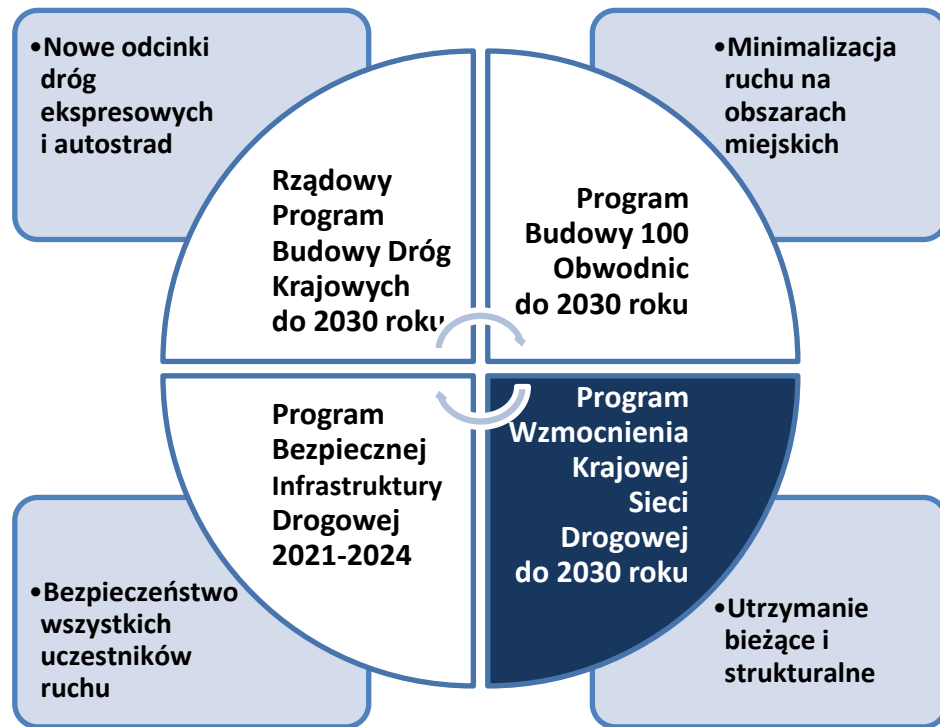 •Nowe odcinki
dróg
ekspresowych
i autostrad
•Minimalizacja
ruchu na
obszarach
miejskich
Rządowy
Program
Budowy Dróg
Krajowych
do 2030 roku
Program
Budowy 100
Obwodnic
do 2030 roku
Program
Bezpiecznej
Infrastruktury
Drogowej
2021-2024
Program
Wzmocnienia
Krajowej
Sieci
Drogowej
do 2030 roku
•Bezpieczeństwo
wszystkich
uczestników
ruchu
•Utrzymanie
bieżące i
strukturalne